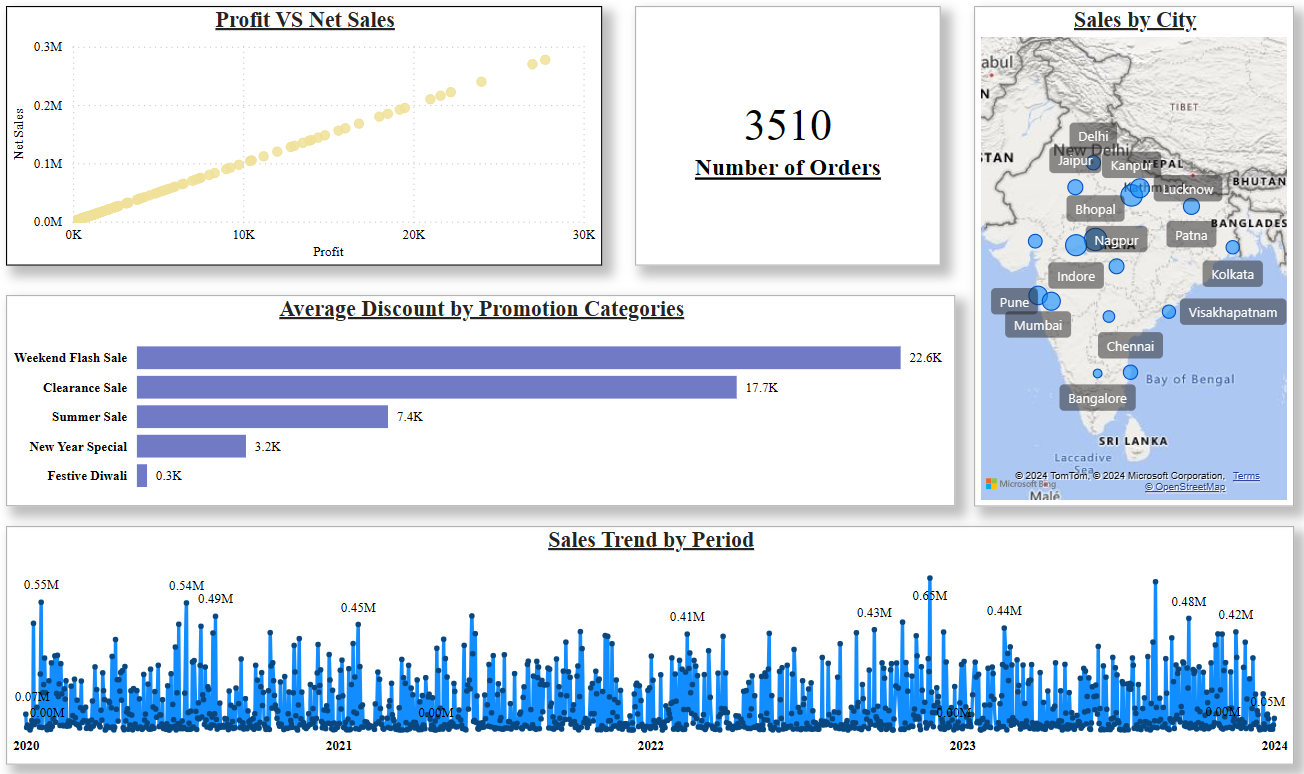 Profit VS Net Sales
0.3M
0.2M
0.1M
0.0M
Net Sales
0K
10K
20K
30K
Profit
3510
Number of Orders
Sales by City
TIBET
Delhi
New Delhi
STAN
Jaipur
Kanpur
NEPAL
Lucknow
BHUTAN
Bhopal
BANGLADES
Patna
Nagpur
Kolkata
Indore
Pune
Visakhapatnam
Mumbai
Chennai
Bay of Bengal
Bangalore
SRI LANKA
Laccadive
Sea
© 2024 TomTom, © 2024 Microsoft Corporation, Terms
Microsoft Bing
© OpenStreetMap
Malé
Average Discount by Promotion Categories
Weekend Flash Sale 22.6K
Clearance Sale 17.7K
Summer Sale 7.4K
New Year Special 3.2K
Festive Diwali 0.3K
Sales Trend by Period
0.55M
0.54M
0.49M
0.45M
0.41M
0.43M
0.65M
0.44M
0.48M
0.42M
0.07M
0.00M
0.00M
0.00M
0.00M
0.05M
2020
2021
2022
2023
2024